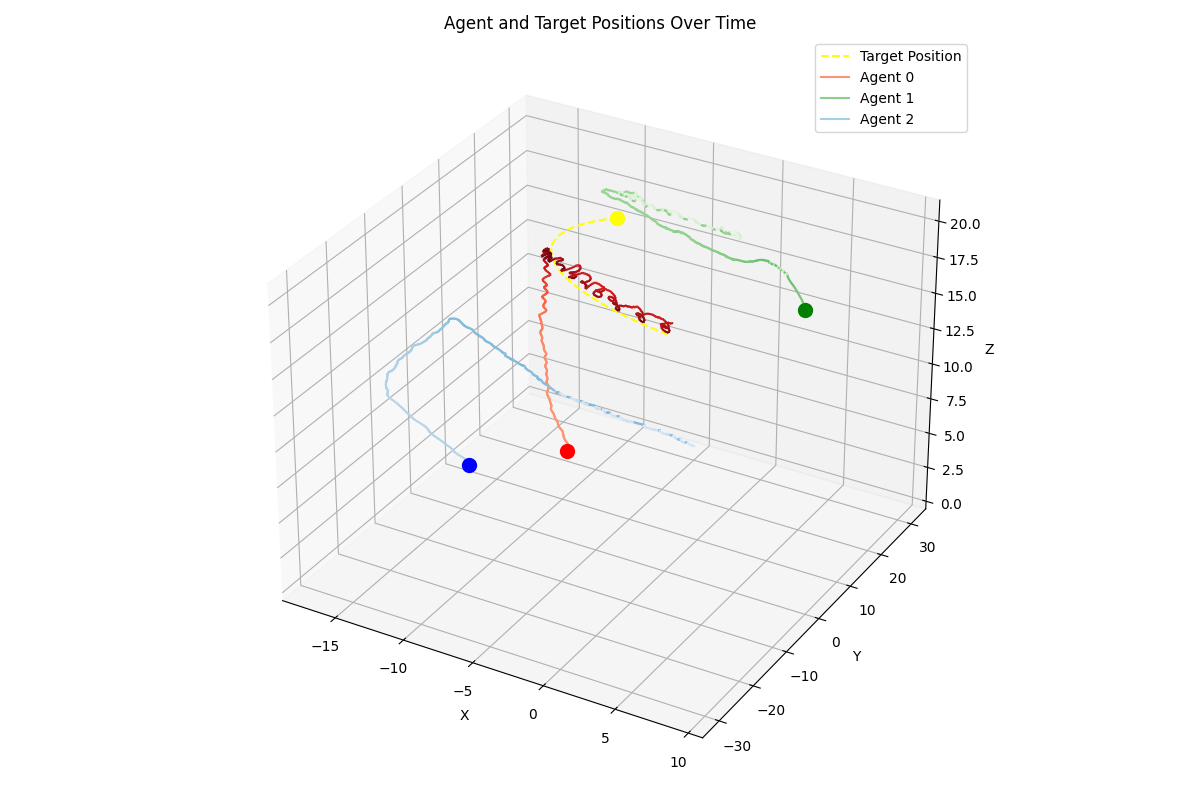 Agent and Target Positions Over Time
Target Position
Agent 0
Agent 1
Agent 2
20.0
17.5
15.0
12.5
10.0
7.5
5.0
2.5
0.0
Z
30
20
10
0
−10
−20
−30
Y
−15
−10
−5
0
5
10
X